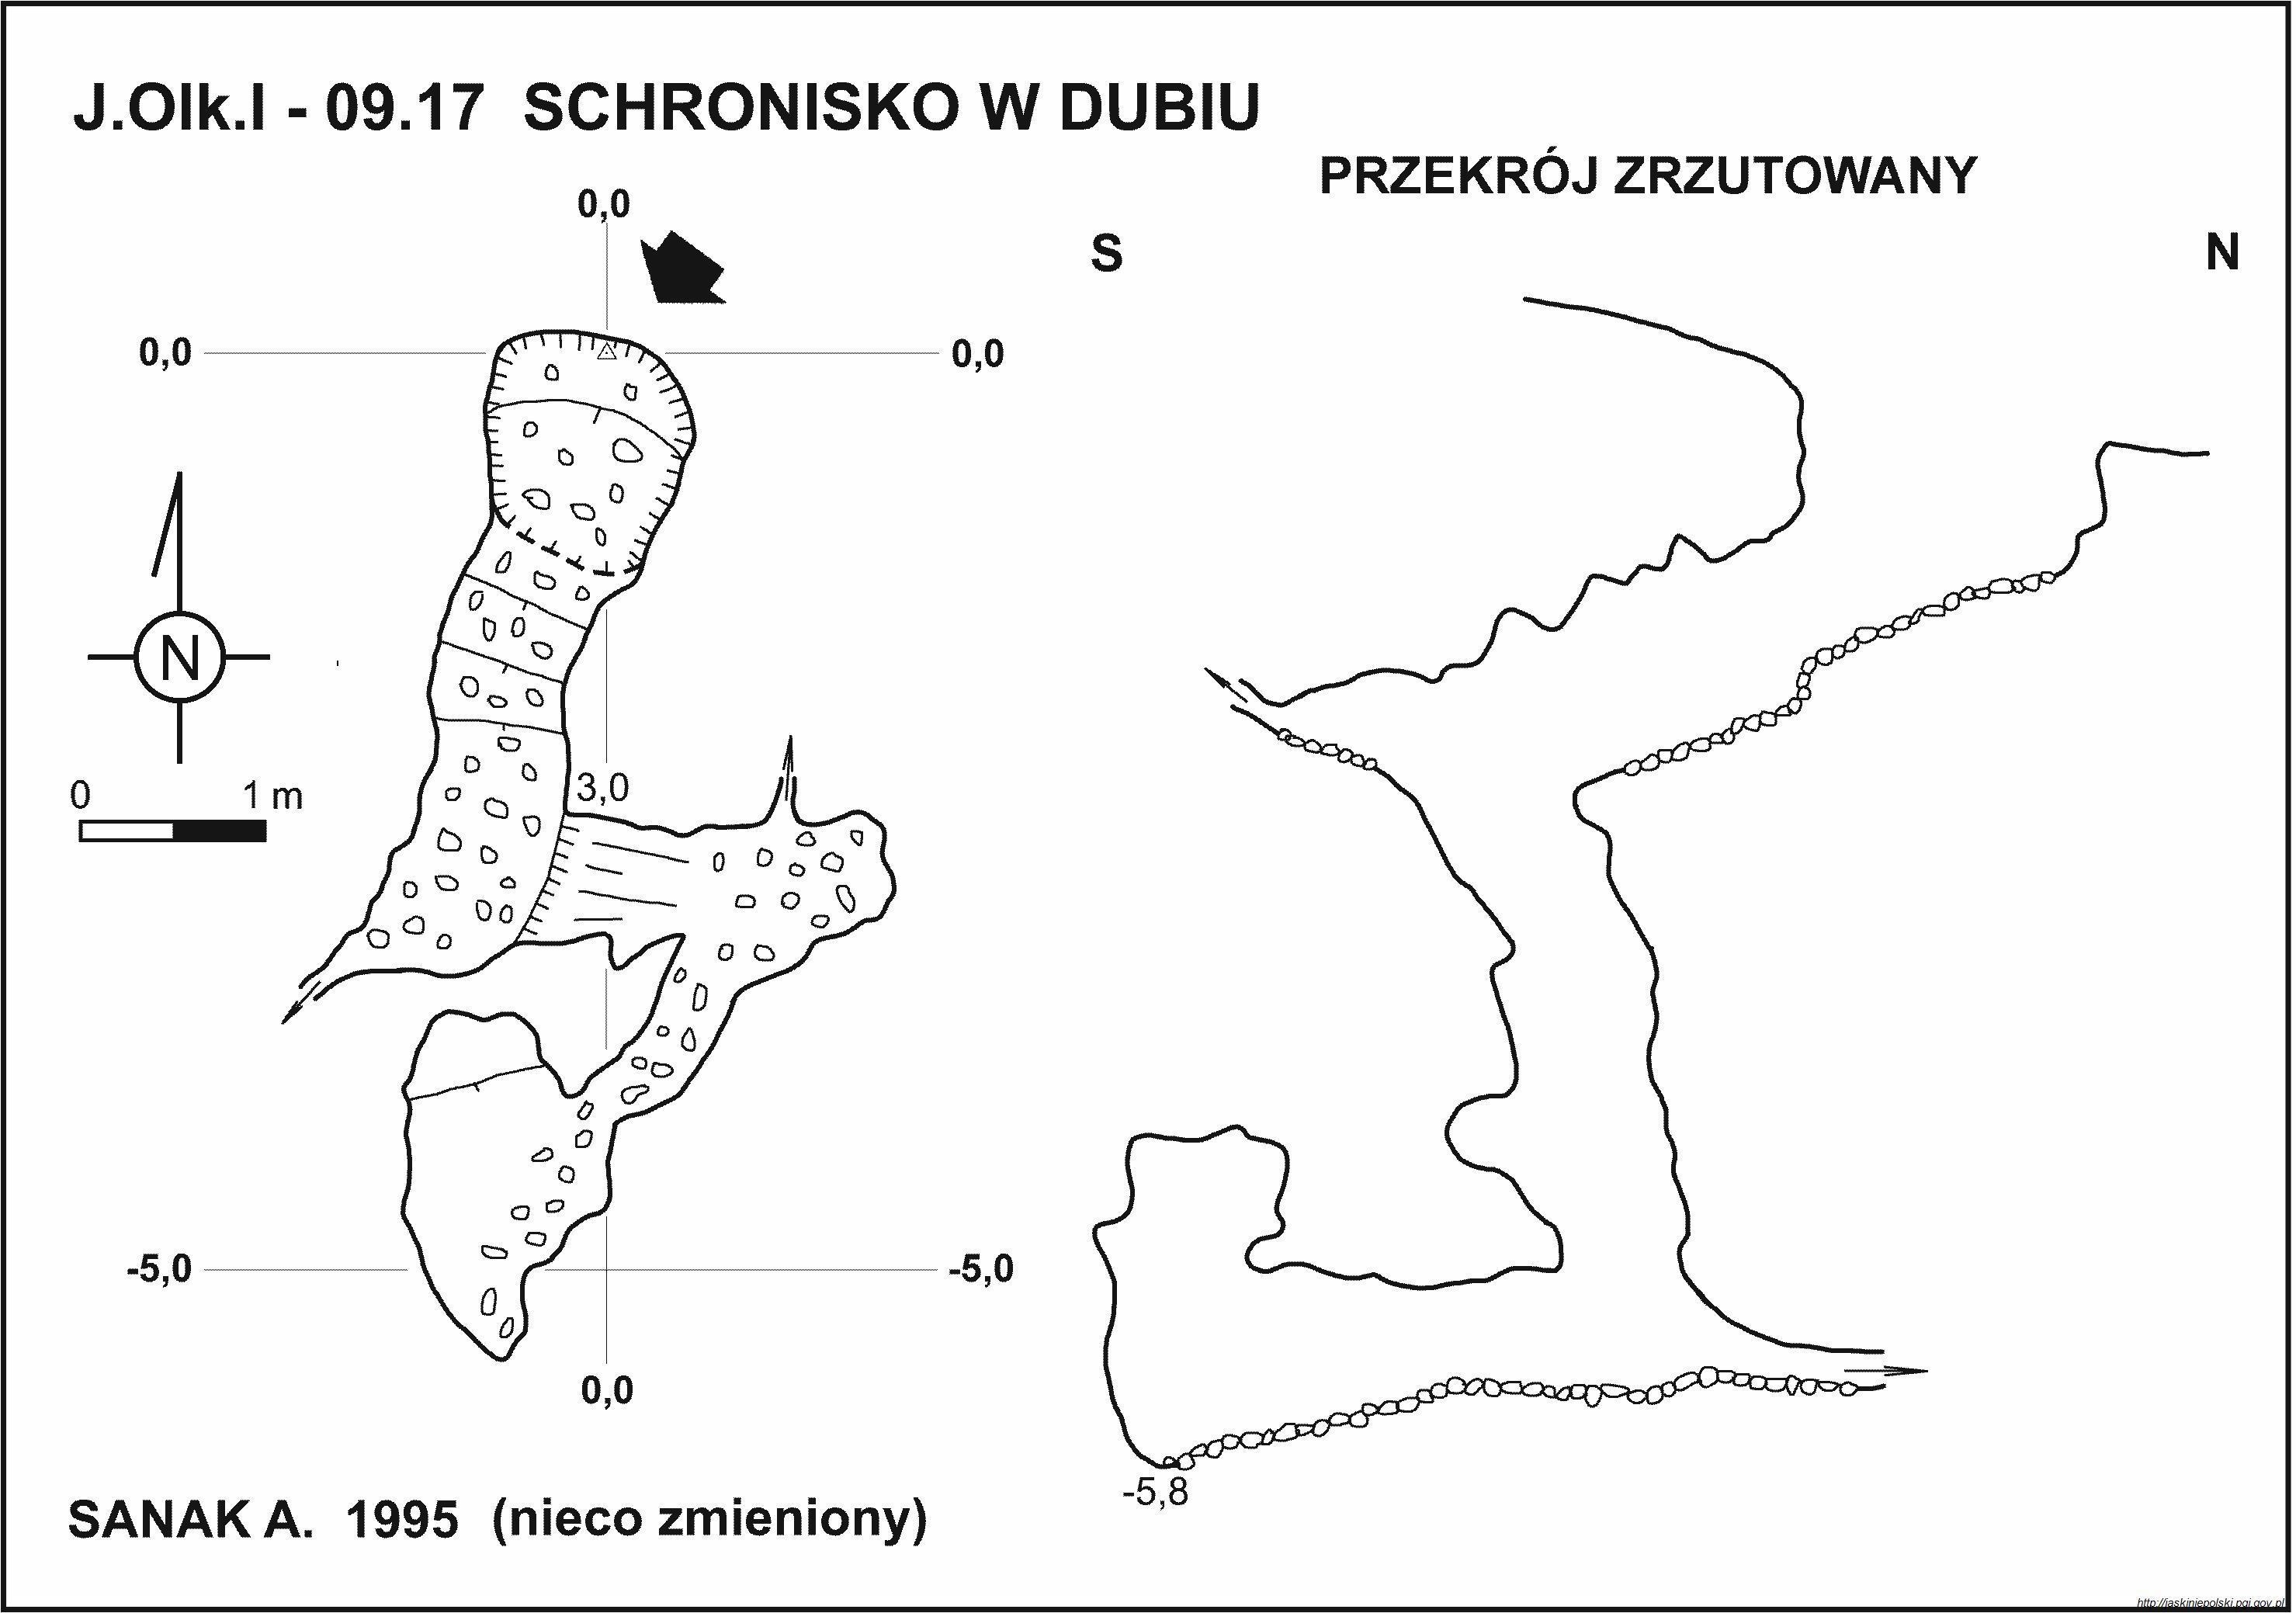 J.Olk.I - 09.17 SCHRONISKO W DUBIU
PRZEKRÓJ ZRZUTOWANY
0,0
S
N
0,0
0,0
N
0 1 m
3,0
-5,0
-5,0
0,0
-5,8
SANAK A. 1995 (nieco zmieniony)
http://jaskiniepolski.pgi.gov.pl